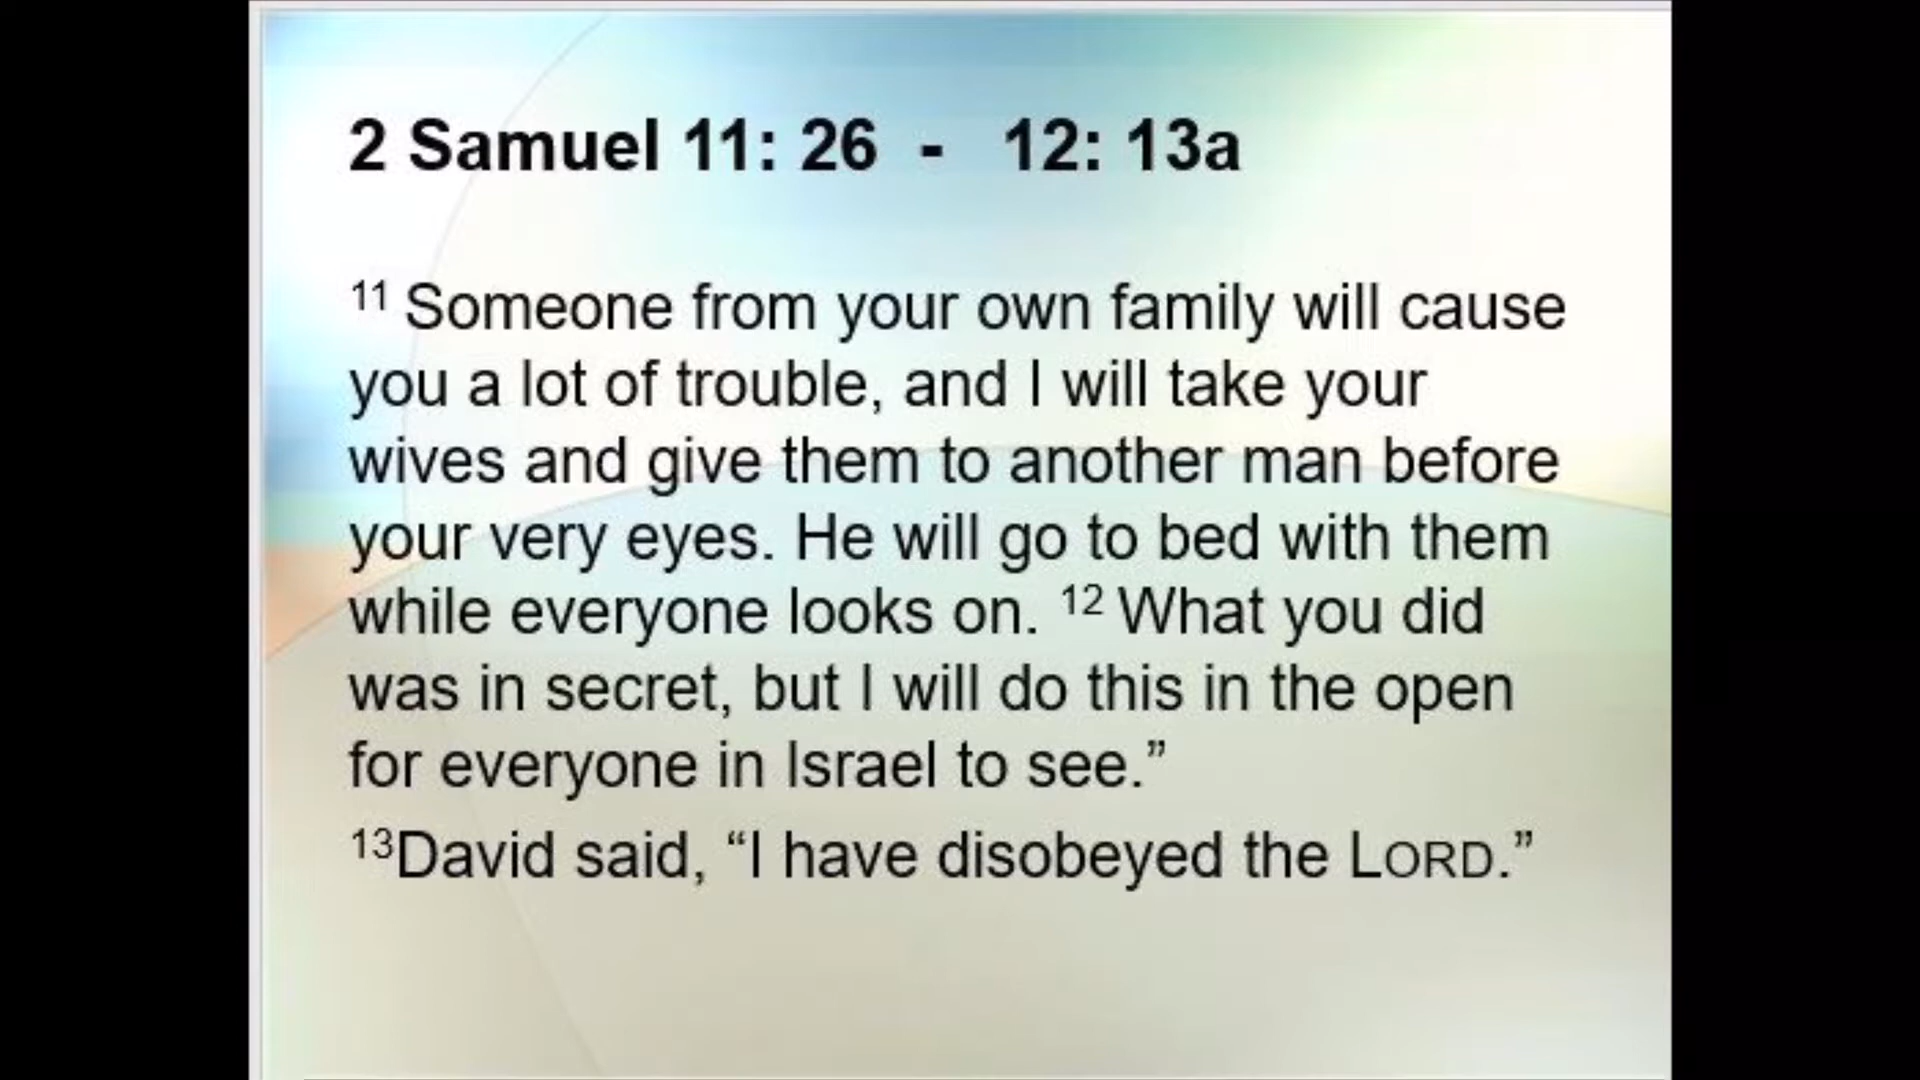 2 Samuel 11: 26 - 12: 13a
11 Someone from your own family will cause
you a lot of trouble, and I will take your
wives and give them to another man before
your very eyes. He will go to bed with them
while everyone looks on. 12 What you did
was in secret, but I will do this in the open
for everyone in Israel to see.”
13David said, “I have disobeyed the LORD.”